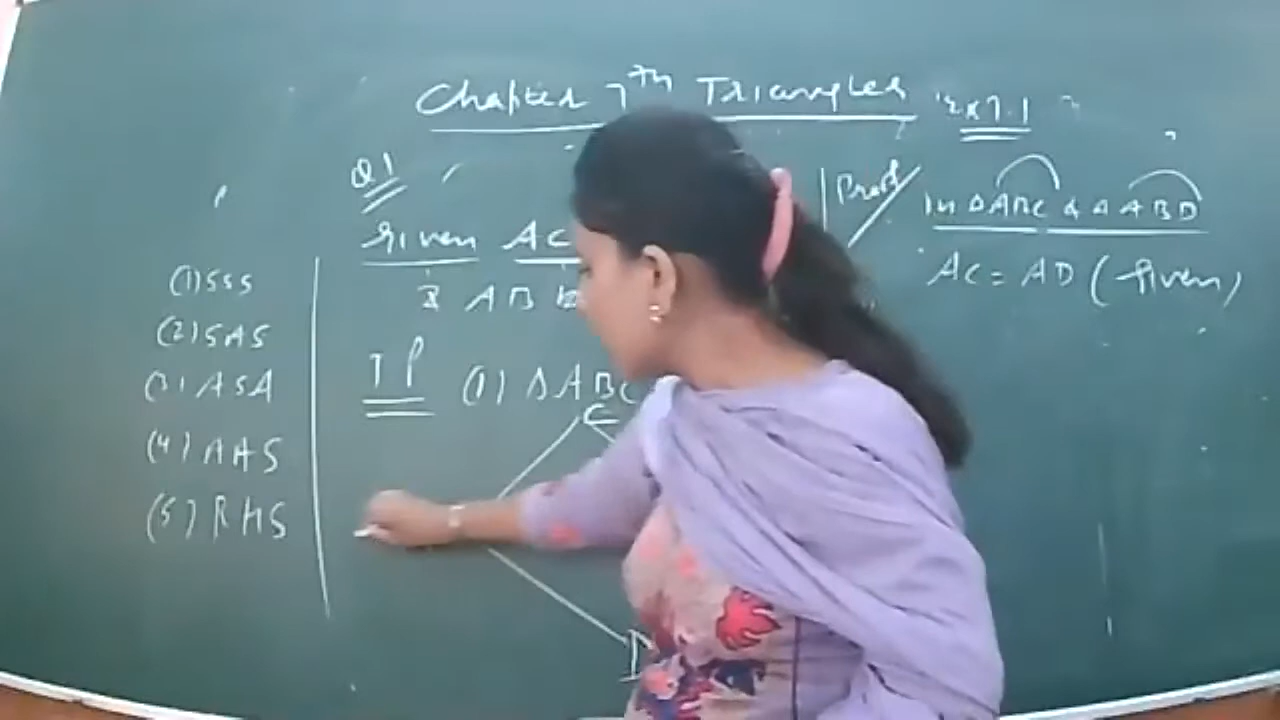 Chapter 7th Triangles Ex 7.1
Q1
Given AC
& AB
TP (1) Δ ABC
C
D
(1) SSS
(2) SAS
(3) ASA
(4) AAS
(5) RHS
Proof
In Δ ABC & Δ ABD
AC = AD (Given)